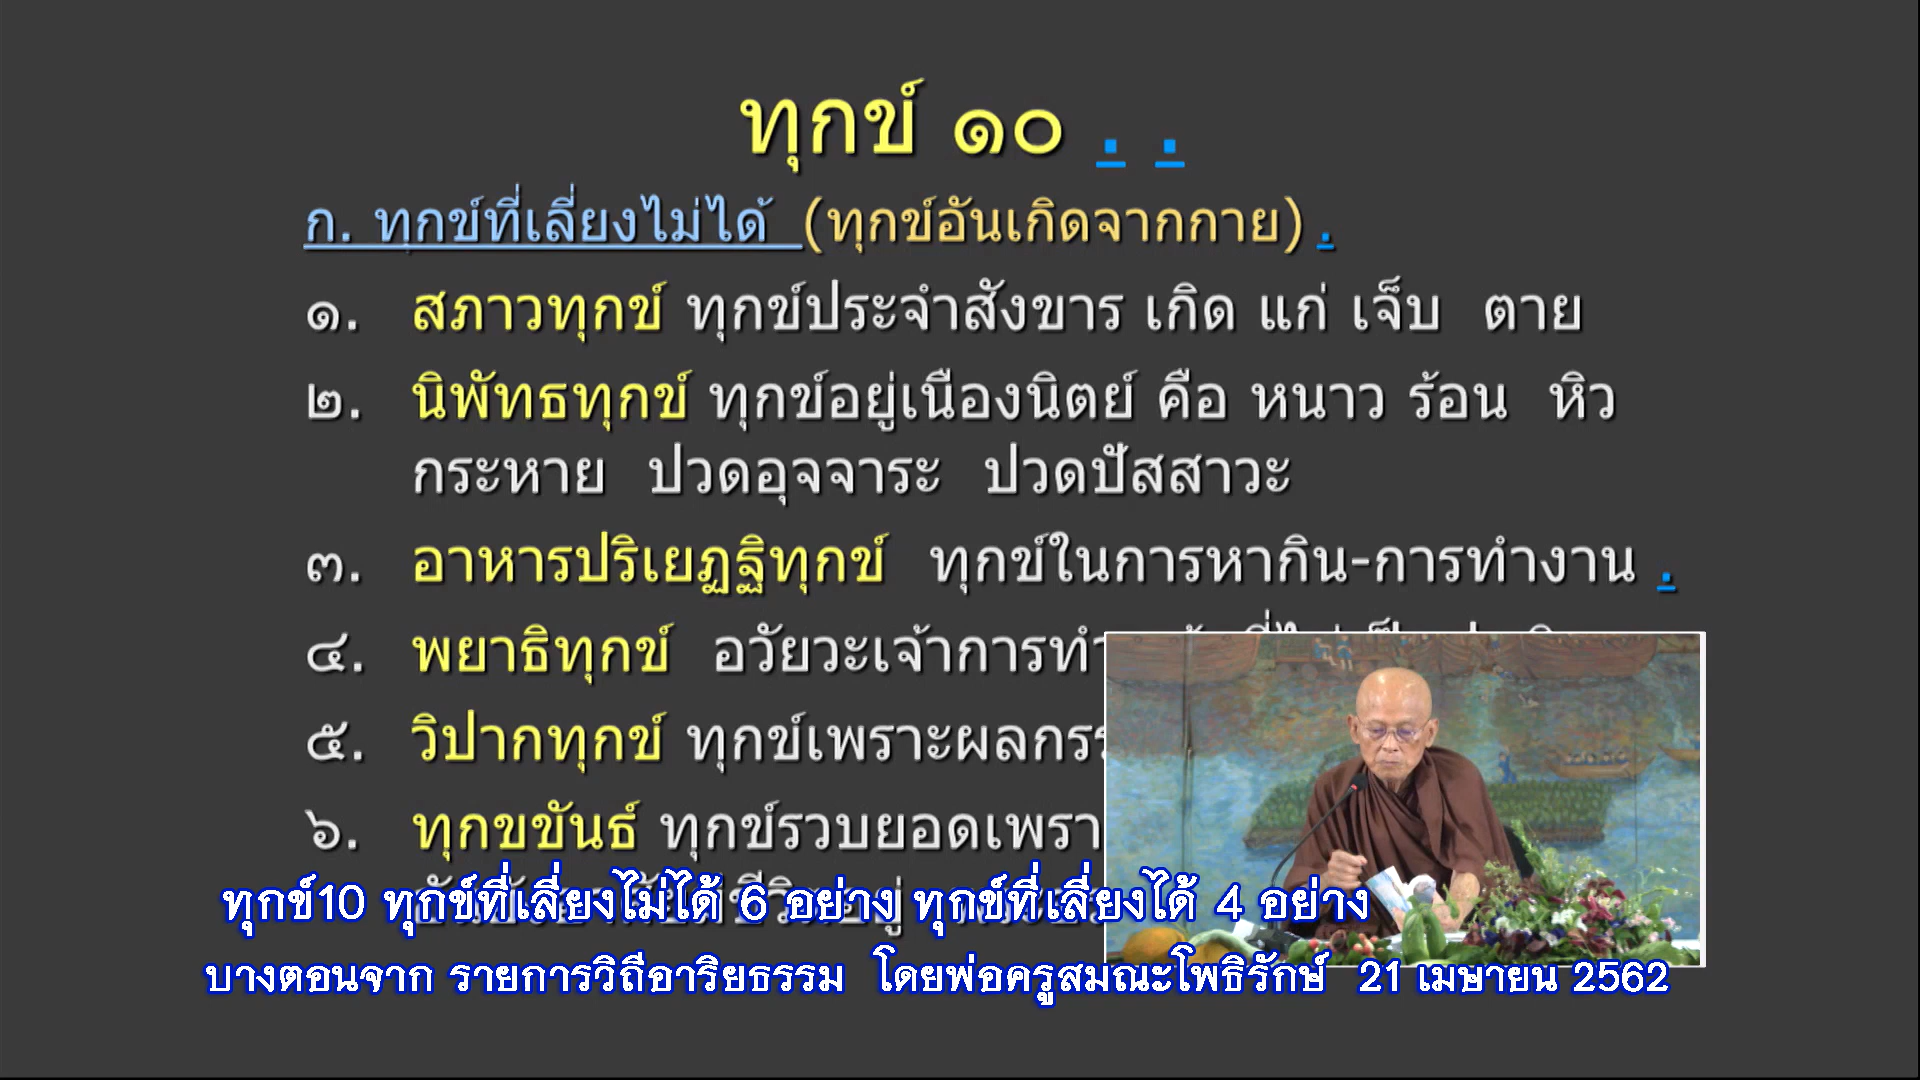 ทุกข์ ๑๐ . .
ก. ทุกข์ที่เลี่ยงไม่ได้ (ทุกข์อันเกิดจากกาย) .
๑. สภาวทุกข์ ทุกข์ประจำสังขาร เกิด แก่ เจ็บ ตาย
๒. นิพัทธทุกข์ ทุกข์อยู่เนืองนิตย์ คือ หนาว ร้อน หิว
กระหาย ปวดอุจจาระ ปวดปัสสาวะ
๓. อาหารปริเยฏฐิทุกข์ ทุกข์ในการหากิน-การทำงาน .
๔. พยาธิทุกข์ อวัยวะเจ้าการทำ
๕. วิปากทุกข์ ทุกข์เพราะผลกรร
๖. ทุกขขันธ์ ทุกข์รวบยอดเพรา
ทุกข์10 ทุกข์ที่เลี่ยงไม่ได้ 6 อย่าง ทุกข์ที่เลี่ยงได้ 4 อย่าง
บางตอนจาก รายการวิถีอาริยธรรม โดยพ่อครูสมณะโพธิรักษ์ 21 เมษายน 2562